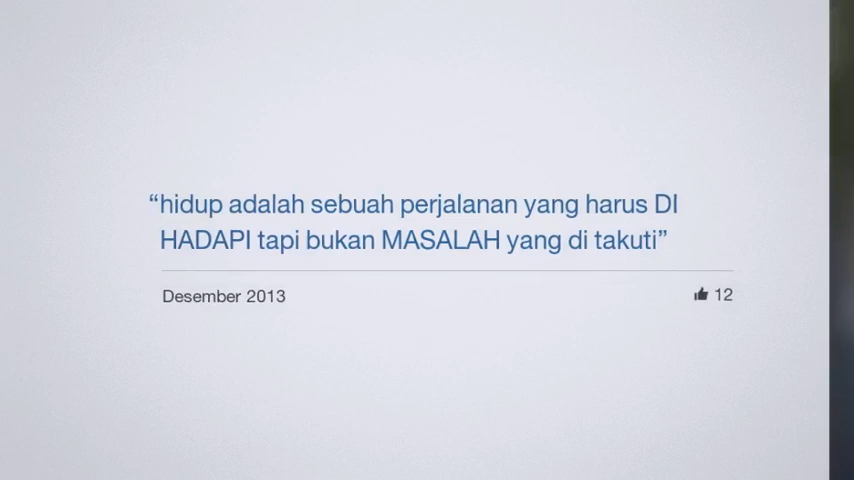 “hidup adalah sebuah perjalanan yang harus DI
HADAPI tapi bukan MASALAH yang di takuti”
Desember 2013
12